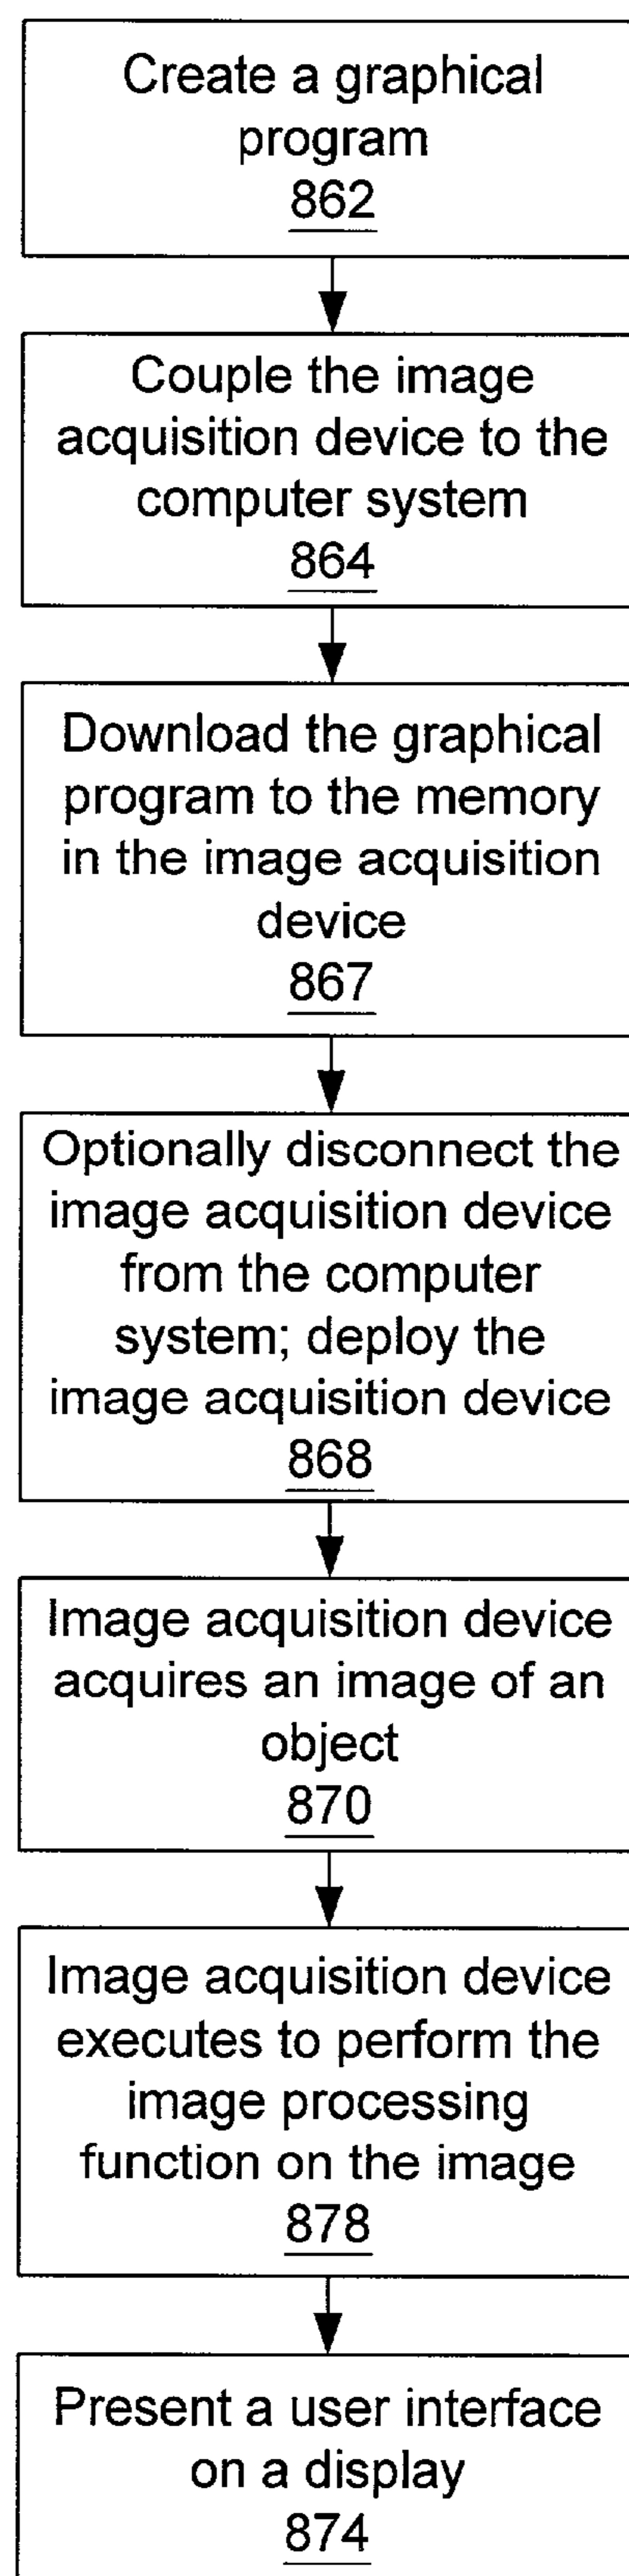 Create a graphical
program
862
Couple the image
acquisition device to the
computer system
864
Download the graphical
program to the memory
in the image acquisition
device
867
Optionally disconnect the
image acquisition device
from the computer
system; deploy the
image acquisition device
868
Image acquisition device
acquires an image of an
object
870
Image acquisition device
executes to perform the
image processing
function on the image
878
Present a user interface
on a display
874